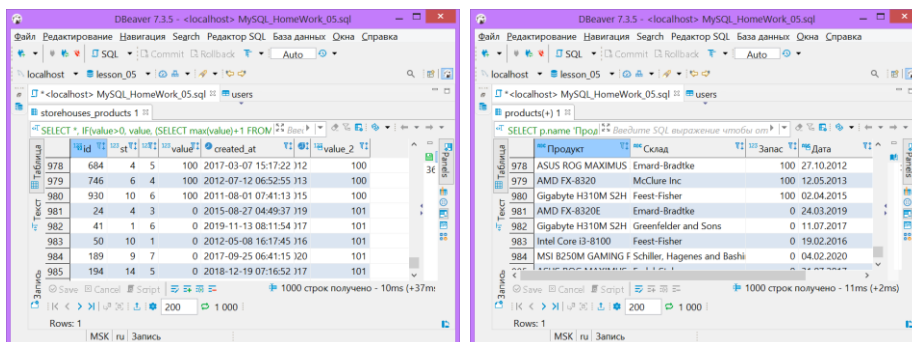 DBeaver 7.3.5 - <localhost> MySQL_HomeWork_05.sql
Файл Редактирование Навигация Search Редактор SQL База данных Окна Справка
SQL Commit Rollback T Auto
localhost lesson_05
*<localhost> MySQL_HomeWork_05.sql users
storehouses_products 1
SELECT *, IF(value>0, value, (SELECT max(value)+1 FROM
Таблица
Текст
Запись
Panels
id st value created_at value_2
978 684 4 5 100 2017-03-07 15:17:22 100
979 746 6 4 100 2012-07-12 06:52:55 100
980 930 10 6 100 2011-08-01 07:41:13 100
981 24 4 3 0 2015-08-27 04:49:37 101
982 41 1 6 0 2019-11-13 08:11:54 101
983 50 10 1 0 2012-05-08 16:17:45 101
984 189 9 7 0 2017-09-25 06:41:15 101
985 194 14 5 0 2018-12-19 07:16:52 101
Save Cancel Script 1000 строк получено - 10ms (+37ms
200 1 000
Rows: 1
MSK ru Запись
DBeaver 7.3.5 - <localhost> MySQL_HomeWork_05.sql
Файл Редактирование Навигация Search Редактор SQL База данных Окна Справка
SQL Commit Rollback T Auto
localhost lesson_05
*<localhost> MySQL_HomeWork_05.sql users
products(+) 1
SELECT p.name 'Прод Введите SQL выражение чтобы от
Таблица
Текст
Запись
Panels
Продукт Склад Запас Дата
978 ASUS ROG MAXIMUS Emard-Bradtke 100 27.10.2012
979 AMD FX-8320 McClure Inc 100 12.05.2013
980 Gigabyte H310M S2H Feest-Fisher 100 02.04.2015
981 AMD FX-8320E Emard-Bradtke 0 24.03.2019
982 Gigabyte H310M S2H Greenfelder and Sons 0 11.07.2017
983 Intel Core i3-8100 Feest-Fisher 0 19.02.2016
984 MSI B250M GAMING F Schiller, Hagenes and Bashi 0 04.02.2020
Save Cancel Script 1000 строк получено - 11ms (+2ms)
200 1 000
Rows: 1
MSK ru Запись